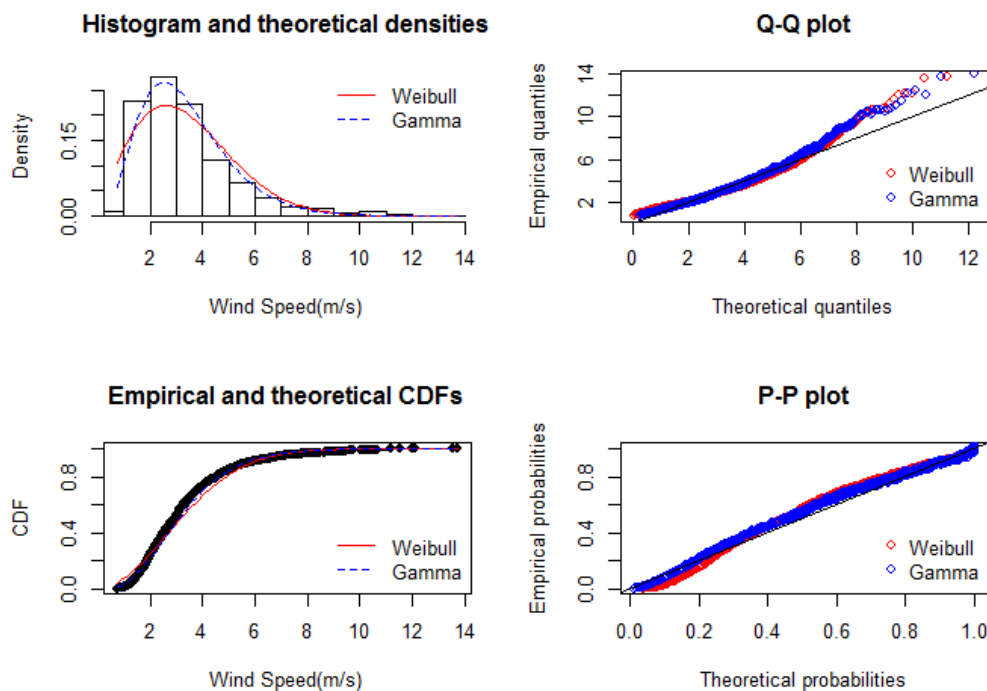 Histogram and theoretical densities
Density
0.00
0.15
Weibull
Gamma
2 4 6 8 10 12 14
Wind Speed(m/s)
Q-Q plot
Empirical quantiles
2
6
10
14
Weibull
Gamma
0 2 4 6 8 10 12
Theoretical quantiles
Empirical and theoretical CDFs
CDF
0.0
0.4
0.8
Weibull
Gamma
2 4 6 8 10 12 14
Wind Speed(m/s)
P-P plot
Empirical probabilities
0.0
0.4
0.8
Weibull
Gamma
0.0 0.2 0.4 0.6 0.8 1.0
Theoretical probabilities